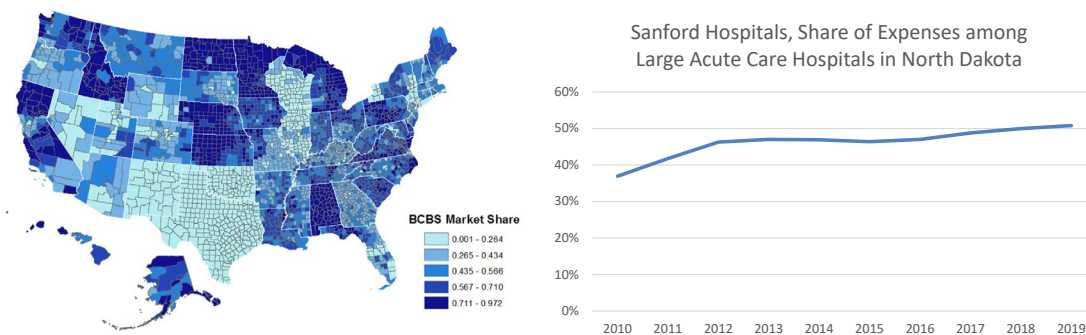 BCBS Market Share
0.001 - 0.264
0.265 - 0.434
0.435 - 0.566
0.567 - 0.710
0.711 - 0.972
Sanford Hospitals, Share of Expenses among
Large Acute Care Hospitals in North Dakota
60%
50%
40%
30%
20%
10%
0%
2010 2011 2012 2013 2014 2015 2016 2017 2018 2019